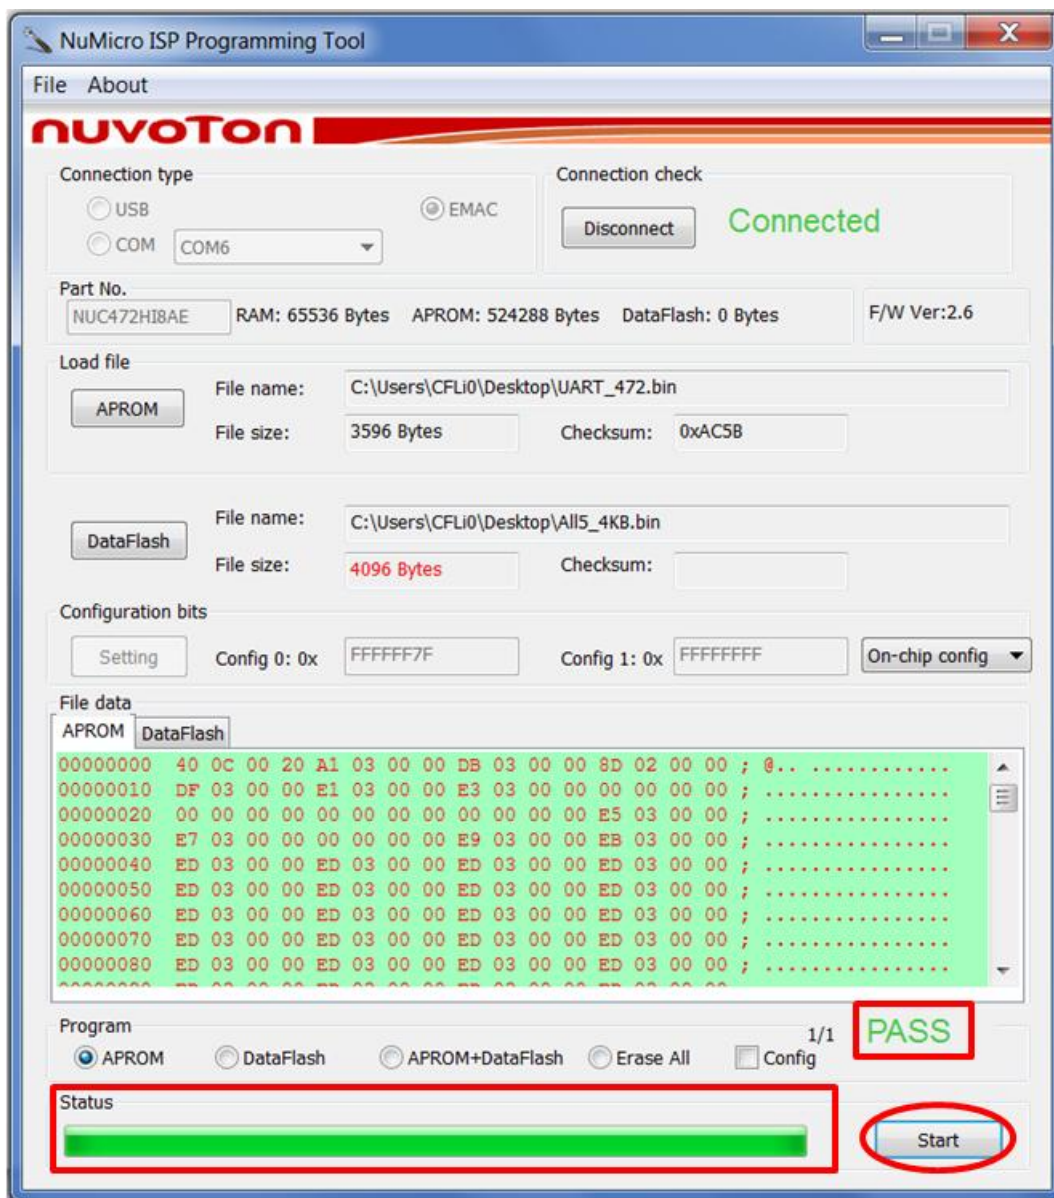 NuMicro ISP Programming Tool
File About
nuvoTon
Connection type
USB
EMAC
COM COM6
Connection check
Disconnect Connected
Part No.
NUC472HI8AE RAM: 65536 Bytes APROM: 524288 Bytes DataFlash: 0 Bytes F/W Ver:2.6
Load file
APROM
File name: C:\Users\CFLi0\Desktop\UART_472.bin
File size: 3596 Bytes Checksum: 0xAC5B
DataFlash
File name: C:\Users\CFLi0\Desktop\All5_4KB.bin
File size: 4096 Bytes Checksum:
Configuration bits
Setting Config 0: 0x FFFFFF7F Config 1: 0x FFFFFFFF On-chip config
File data
APROM DataFlash
00000000 40 0C 00 20 A1 03 00 00 DB 03 00 00 8D 02 00 00 ; @.. ............
00000010 DF 03 00 00 E1 03 00 00 E3 03 00 00 00 00 00 00 ; ................
00000020 00 00 00 00 00 00 00 00 00 00 00 00 E5 03 00 00 ; ................
00000030 E7 03 00 00 00 00 00 00 E9 03 00 00 EB 03 00 00 ; ................
00000040 ED 03 00 00 ED 03 00 00 ED 03 00 00 ED 03 00 00 ; ................
00000050 ED 03 00 00 ED 03 00 00 ED 03 00 00 ED 03 00 00 ; ................
00000060 ED 03 00 00 ED 03 00 00 ED 03 00 00 ED 03 00 00 ; ................
00000070 ED 03 00 00 ED 03 00 00 ED 03 00 00 ED 03 00 00 ; ................
00000080 ED 03 00 00 ED 03 00 00 ED 03 00 00 ED 03 00 00 ; ................
Program
1/1 PASS
APROM DataFlash APROM+DataFlash Erase All Config
Status
Start